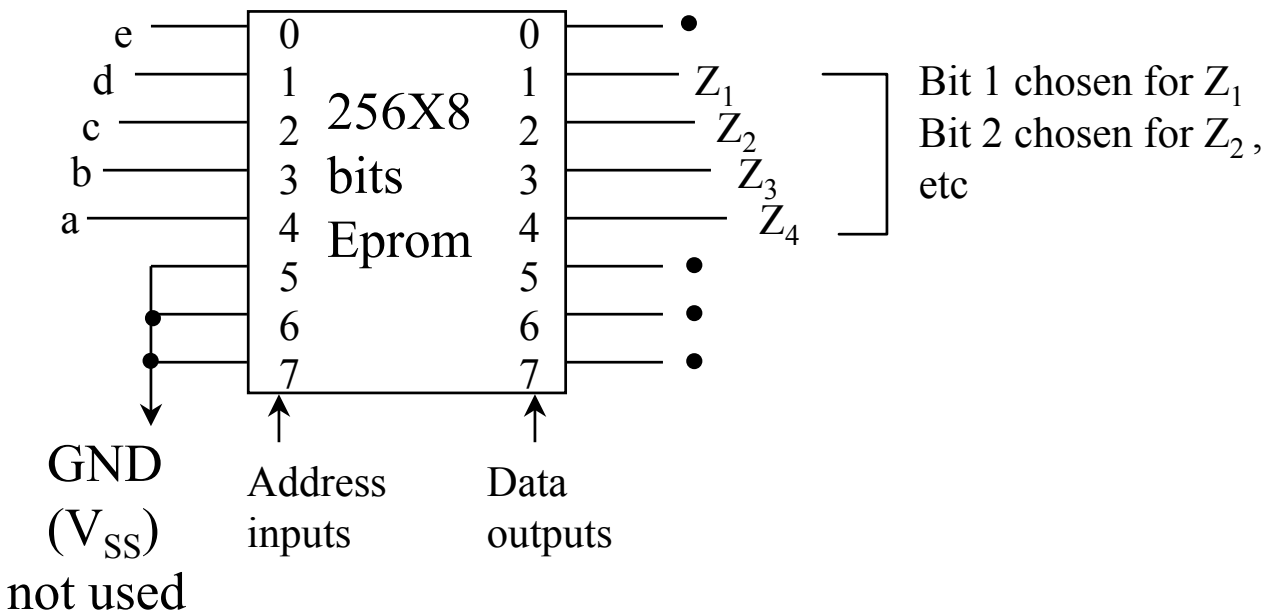 e
d
c
b
a
0
1
2
3
4
5
6
7
256X8
bits
Eprom
0
1
2
3
4
5
6
7
Z1
Z2
Z3
Z4
Bit 1 chosen for Z1
Bit 2 chosen for Z2 ,
etc
GND
(VSS)
not used
Address
inputs
Data
outputs